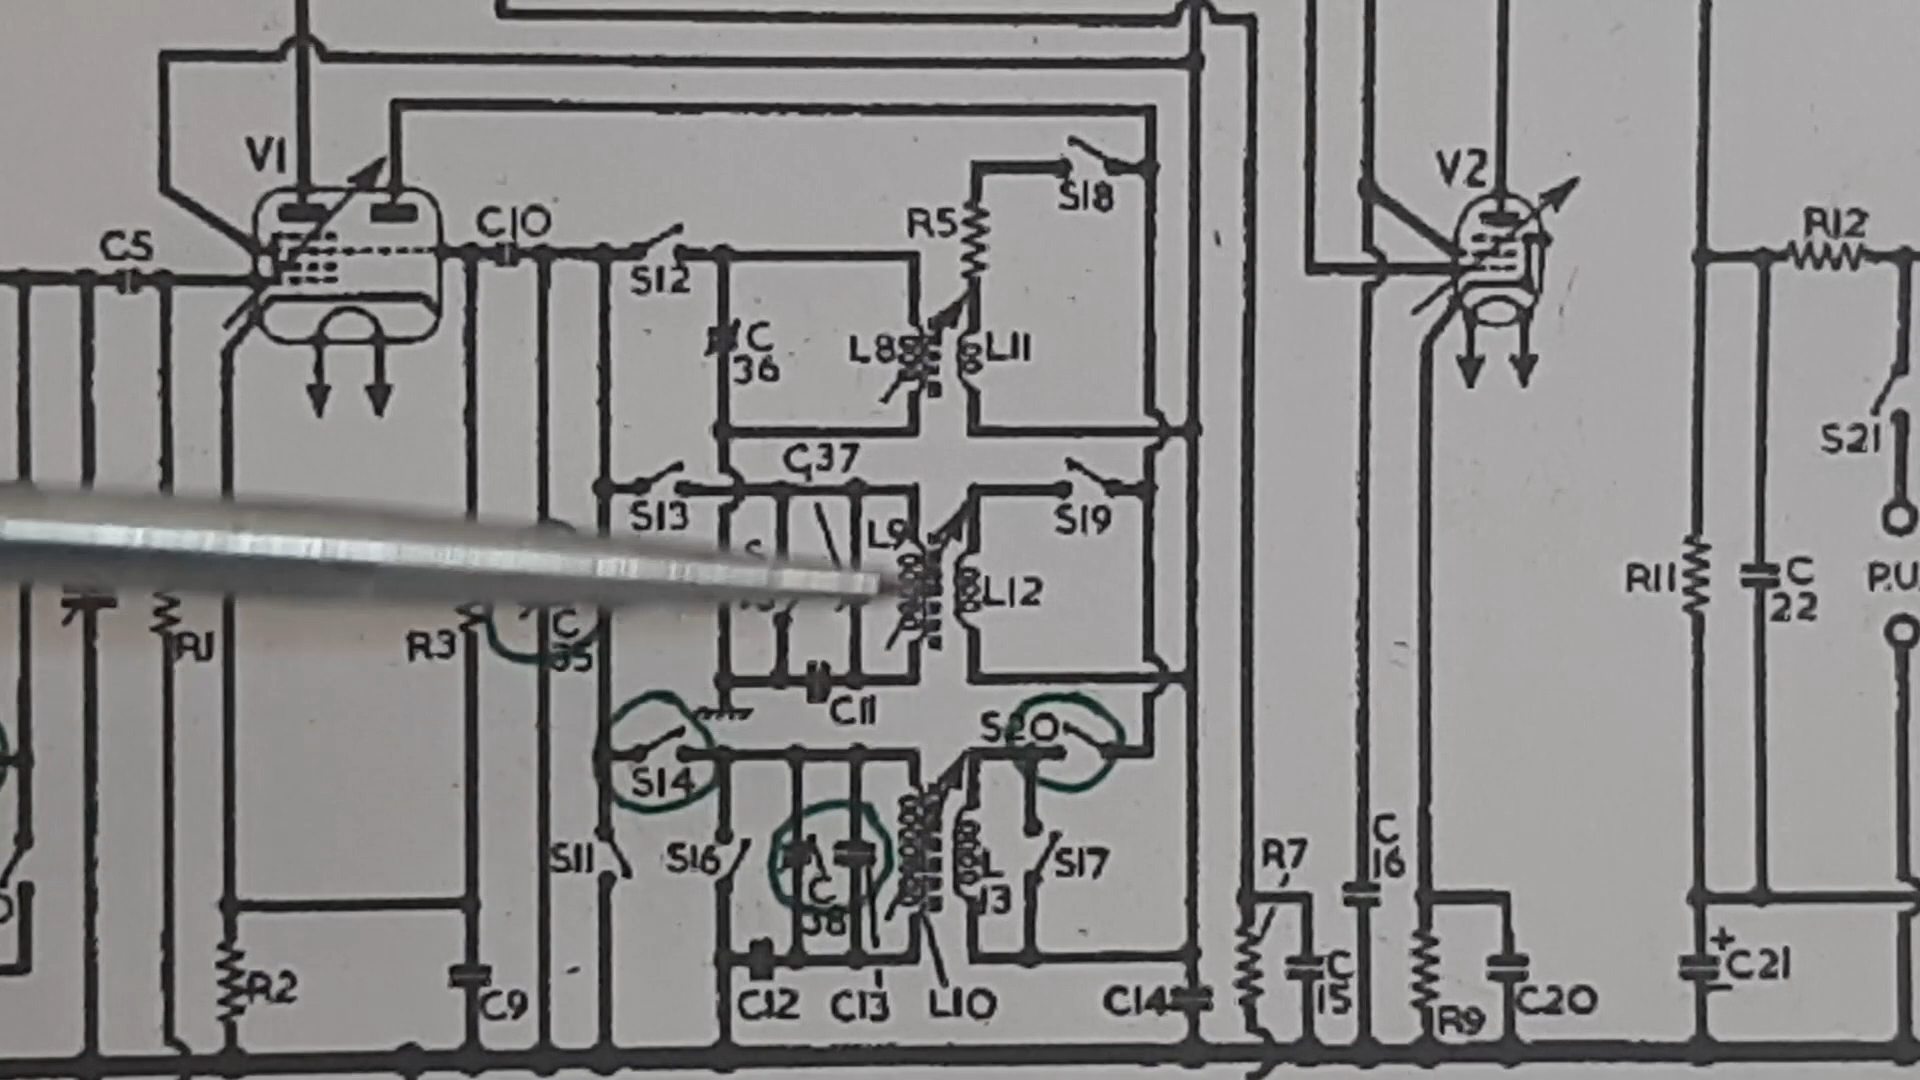 V1
V2
C5
C10
S12
R5
S18
R12
C
36
L8
L11
S21
C37
S13
L9
S19
L12
R11
C
22
P.U
R1
R3
C
35
C11
S20
S14
S11
S16
C
38
L
13
S17
R7
C
16
R2
C9
C12
C13
L10
C14
C
15
R9
C20
+
C21